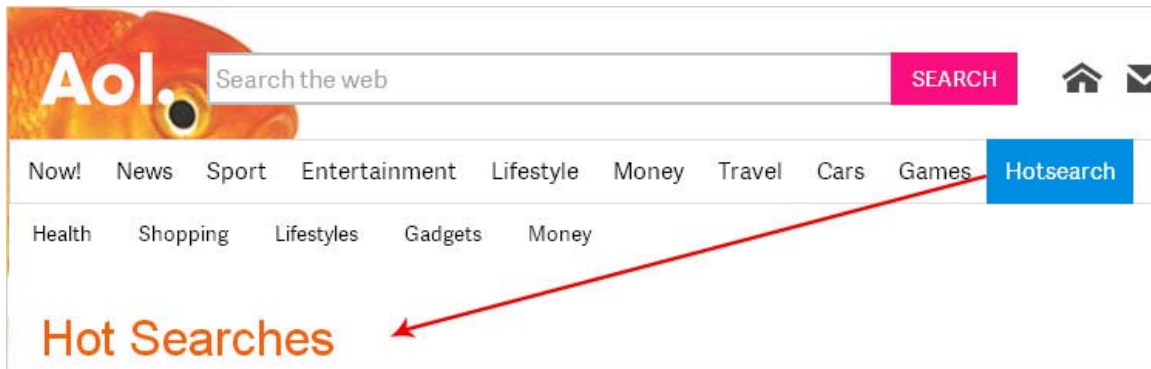 Aol. Search the web SEARCH
Now! News Sport Entertainment Lifestyle Money Travel Cars Games Hotsearch
Health Shopping Lifestyles Gadgets Money
Hot Searches